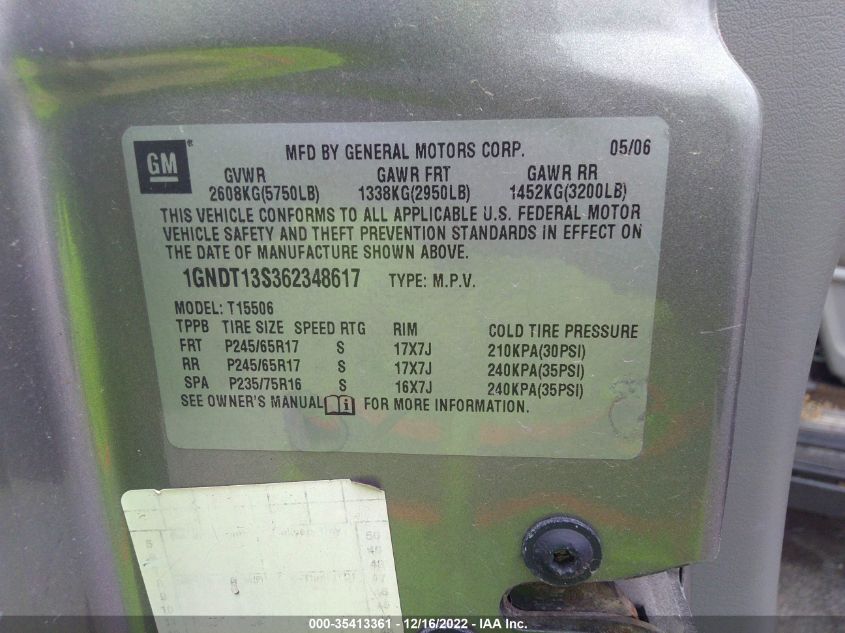 GM
MFD BY GENERAL MOTORS CORP. 05/06
GVWR GAWR FRT GAWR RR
2608KG(5750LB) 1338KG(2950LB) 1452KG(3200LB)
THIS VEHICLE CONFORMS TO ALL APPLICABLE U.S. FEDERAL MOTOR
VEHICLE SAFETY AND THEFT PREVENTION STANDARDS IN EFFECT ON
THE DATE OF MANUFACTURE SHOWN ABOVE.
1GNDT13S362348617 TYPE: M.P.V.
MODEL: T15506
TPPB TIRE SIZE SPEED RTG RIM COLD TIRE PRESSURE
FRT P245/65R17 S 17X7J 210KPA(30PSI)
RR P245/65R17 S 17X7J 240KPA(35PSI)
SPA P235/75R16 S 16X7J 240KPA(35PSI)
SEE OWNER'S MANUAL i FOR MORE INFORMATION.
000-35413361 - 12/16/2022 - IAA Inc.